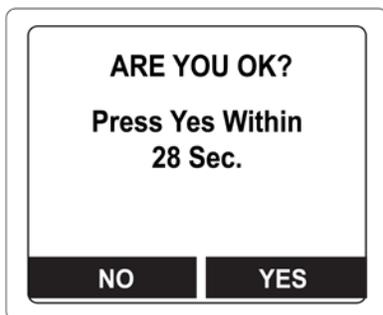 ARE YOU OK?
Press Yes Within
28 Sec.
NO YES